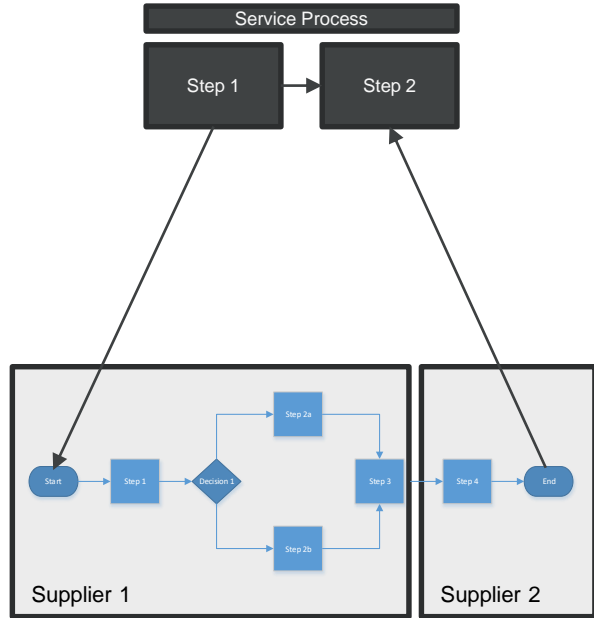 Service Process
Step 1
Step 2
Step 2a
Start
Step 1
Decision 1
Step 3
Step 4
End
Step 2b
Supplier 1
Supplier 2